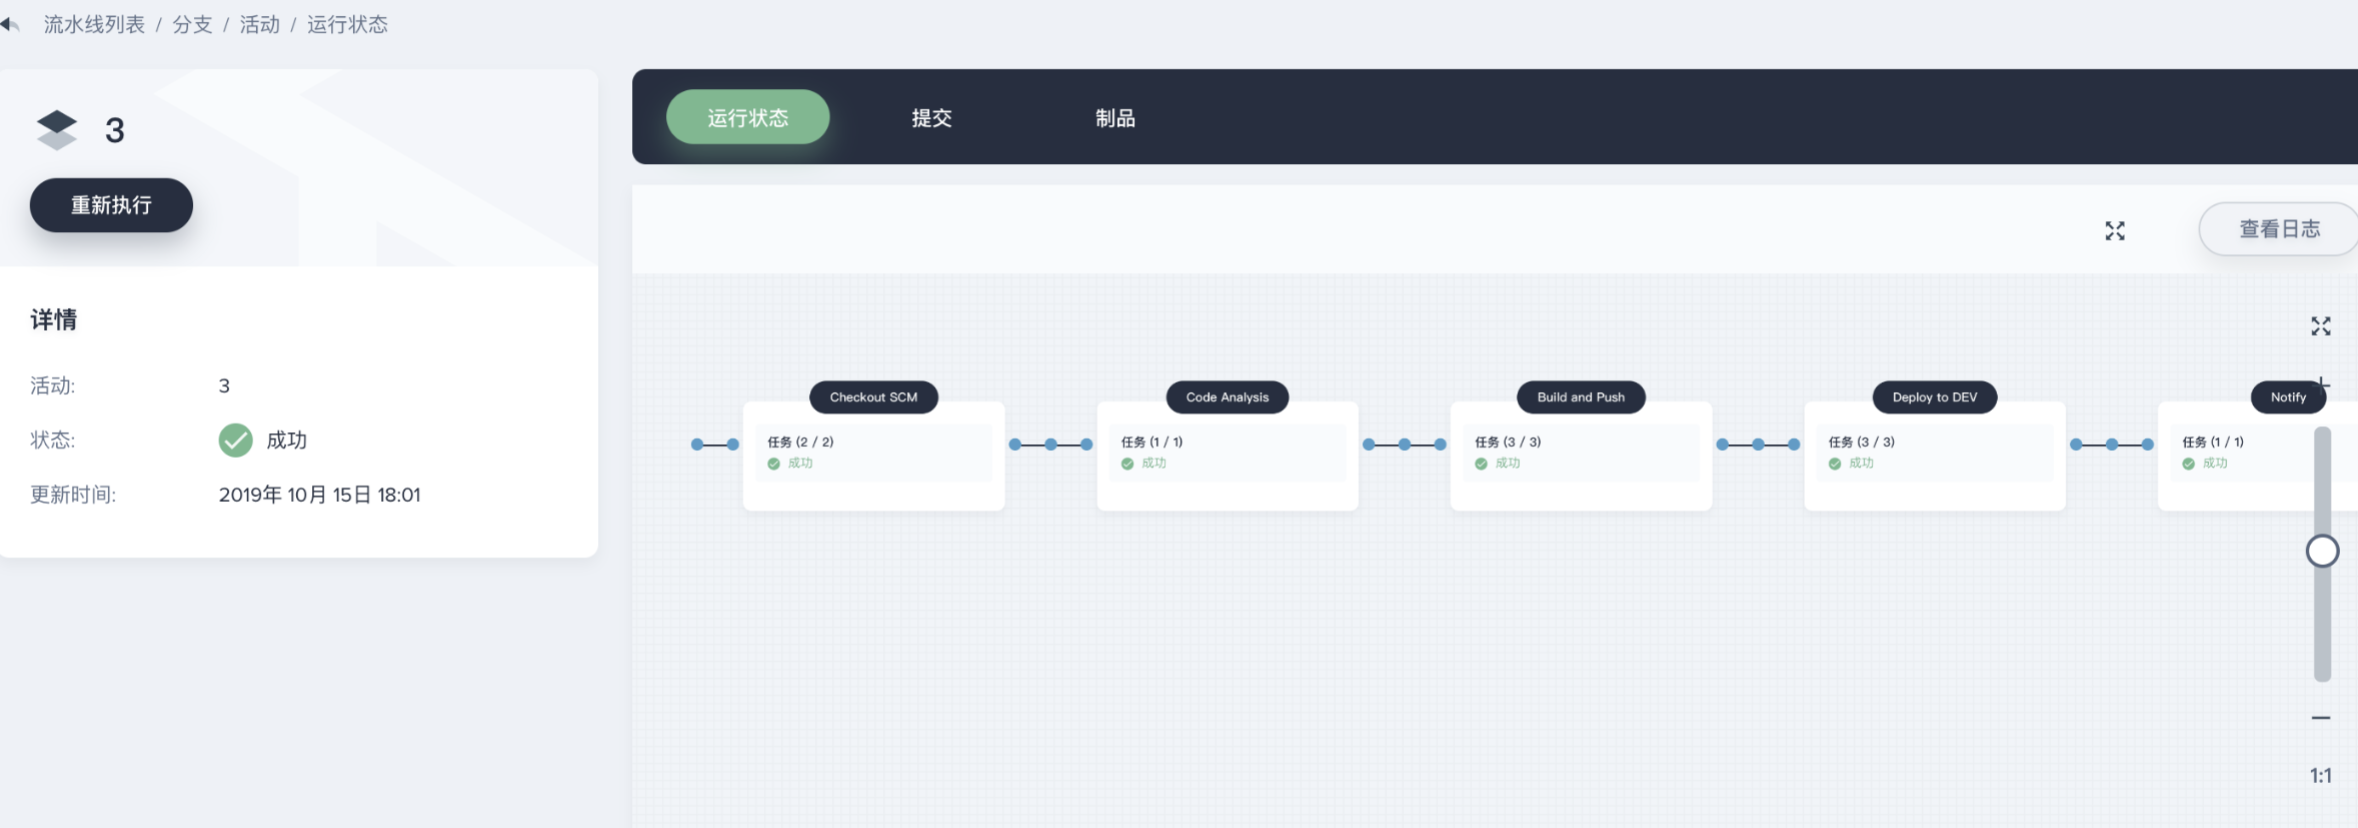 流水线列表 / 分支 / 活动 / 运行状态
3
重新执行
详情
活动: 3
状态: 成功
更新时间: 2019年 10月 15日 18:01
运行状态 提交 制品
查看日志
Checkout SCM
任务 (2 / 2)
成功
Code Analysis
任务 (1 / 1)
成功
Build and Push
任务 (3 / 3)
成功
Deploy to DEV
任务 (3 / 3)
成功
Notify
任务 (1 / 1)
成功
1:1